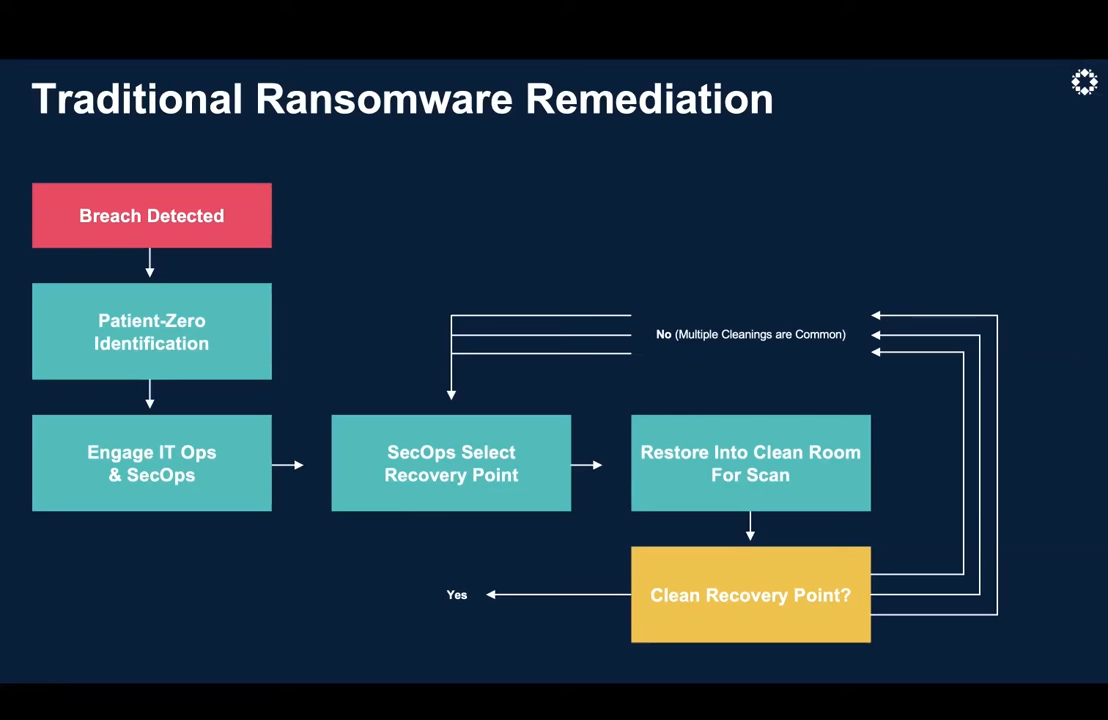 Traditional Ransomware Remediation
Breach Detected
Patient-Zero
Identification
Engage IT Ops
& SecOps
SecOps Select
Recovery Point
Restore Into Clean Room
For Scan
No (Multiple Cleanings are Common)
Clean Recovery Point?
Yes